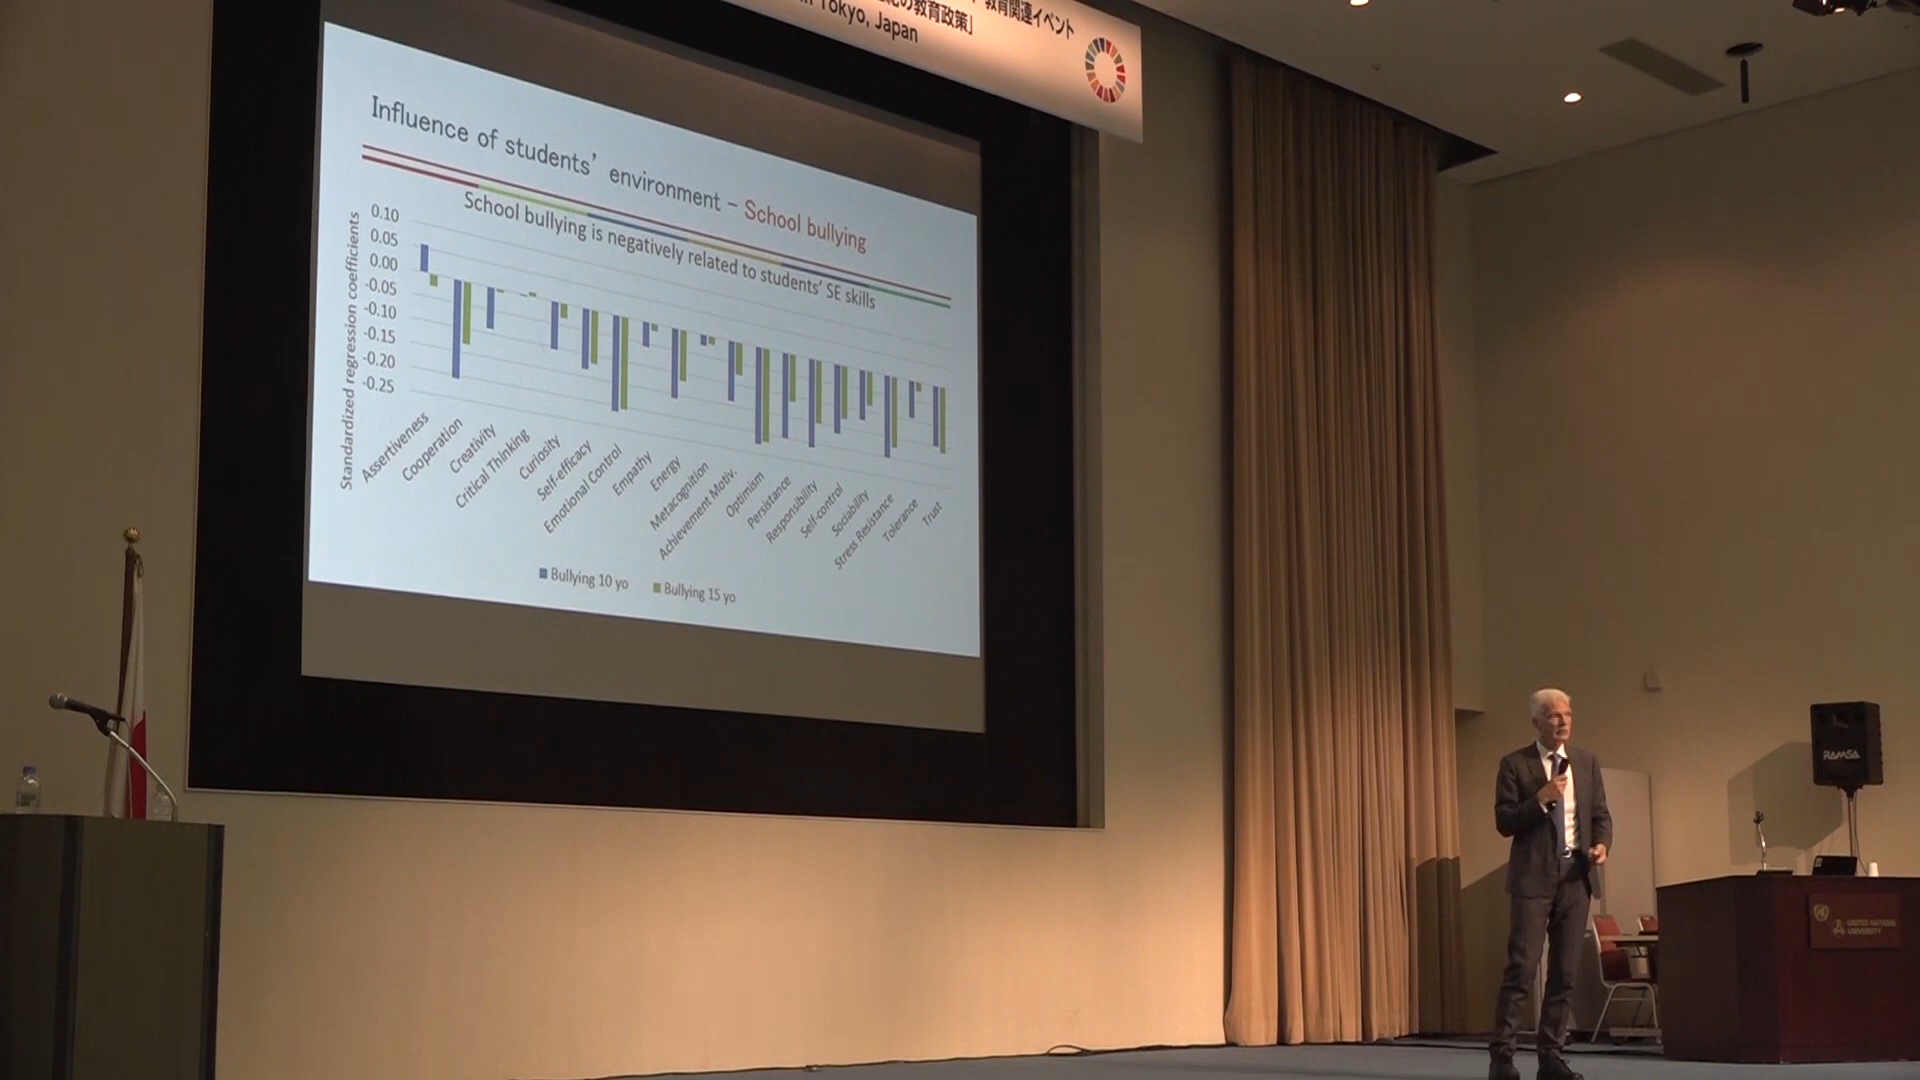 教育関連イベント
の教育政策」
in Tokyo, Japan
Influence of students' environment – School bullying
School bullying is negatively related to students' SE skills
Standardized regression coefficients
0.10
0.05
0.00
-0.05
-0.10
-0.15
-0.20
-0.25
Assertiveness
Cooperation
Creativity
Critical Thinking
Curiosity
Self-efficacy
Emotional Control
Empathy
Energy
Metacognition
Achievement Motiv.
Optimism
Persistance
Responsibility
Self-control
Sociability
Stress Resistance
Tolerance
Trust
Bullying 10 yo
Bullying 15 yo
RAMSA
UNITED NATIONS
UNIVERSITY